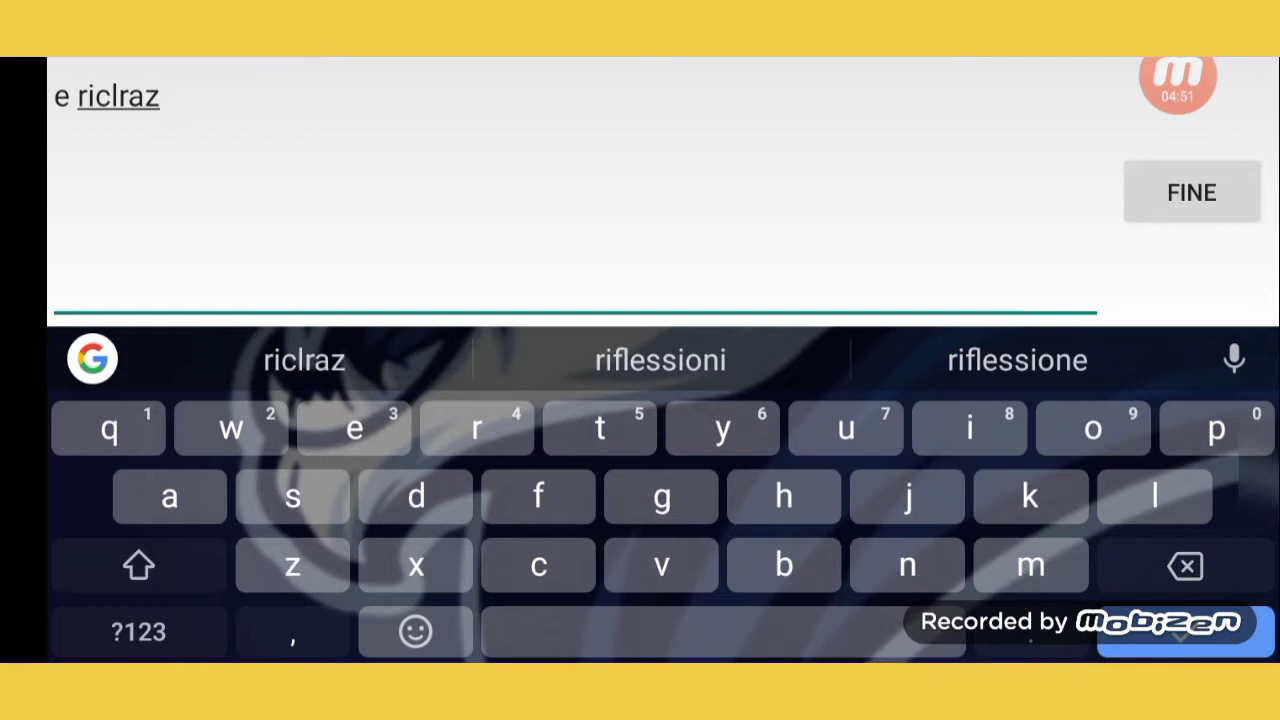 e riclraz
m
04:51
FINE
G riclraz riflessioni riflessione
q 1 w 2 e 3 r 4 t 5 y 6 u 7 i 8 o 9 p 0
a s d f g h j k l
z x c v b n m
?123 , .
Recorded by mobizen